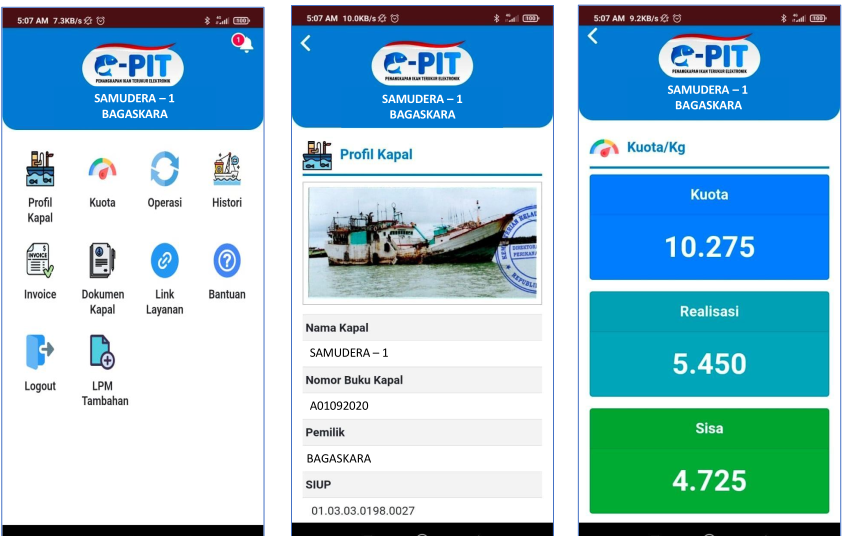 5:07 AM 7.3KB/s
100
e-PIT
PENANGKAPAN IKAN TERUKUR ELEKTRONIK
SAMUDERA – 1
BAGASKARA
1
Profil
Kapal
Kuota
Operasi
Histori
INVOICE
Invoice
Dokumen
Kapal
Link
Layanan
Bantuan
Logout
LPM
Tambahan
5:07 AM 10.0KB/s
100
e-PIT
PENANGKAPAN IKAN TERUKUR ELEKTRONIK
SAMUDERA – 1
BAGASKARA
Profil Kapal
Nama Kapal
SAMUDERA – 1
Nomor Buku Kapal
A01092020
Pemilik
BAGASKARA
SIUP
01.03.03.0198.0027
5:07 AM 9.2KB/s
100
e-PIT
PENANGKAPAN IKAN TERUKUR ELEKTRONIK
SAMUDERA – 1
BAGASKARA
Kuota/Kg
Kuota
10.275
Realisasi
5.450
Sisa
4.725